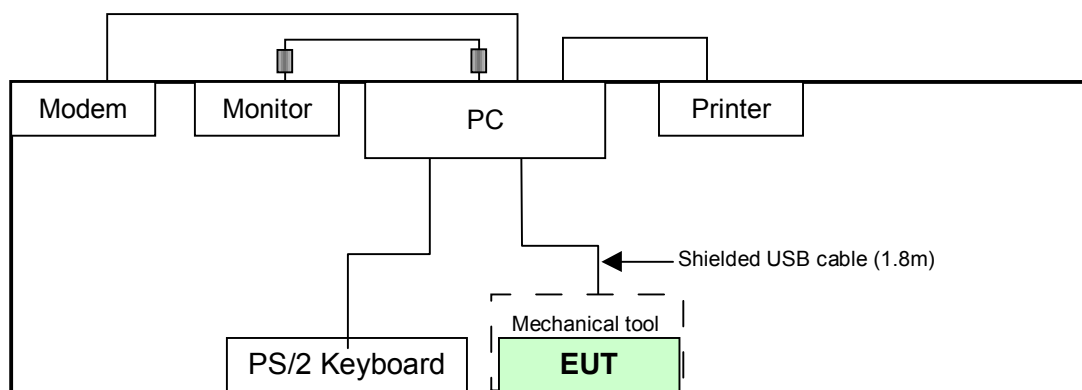 Modem
Monitor
PC
Printer
Shielded USB cable (1.8m)
Mechanical tool
PS/2 Keyboard
EUT